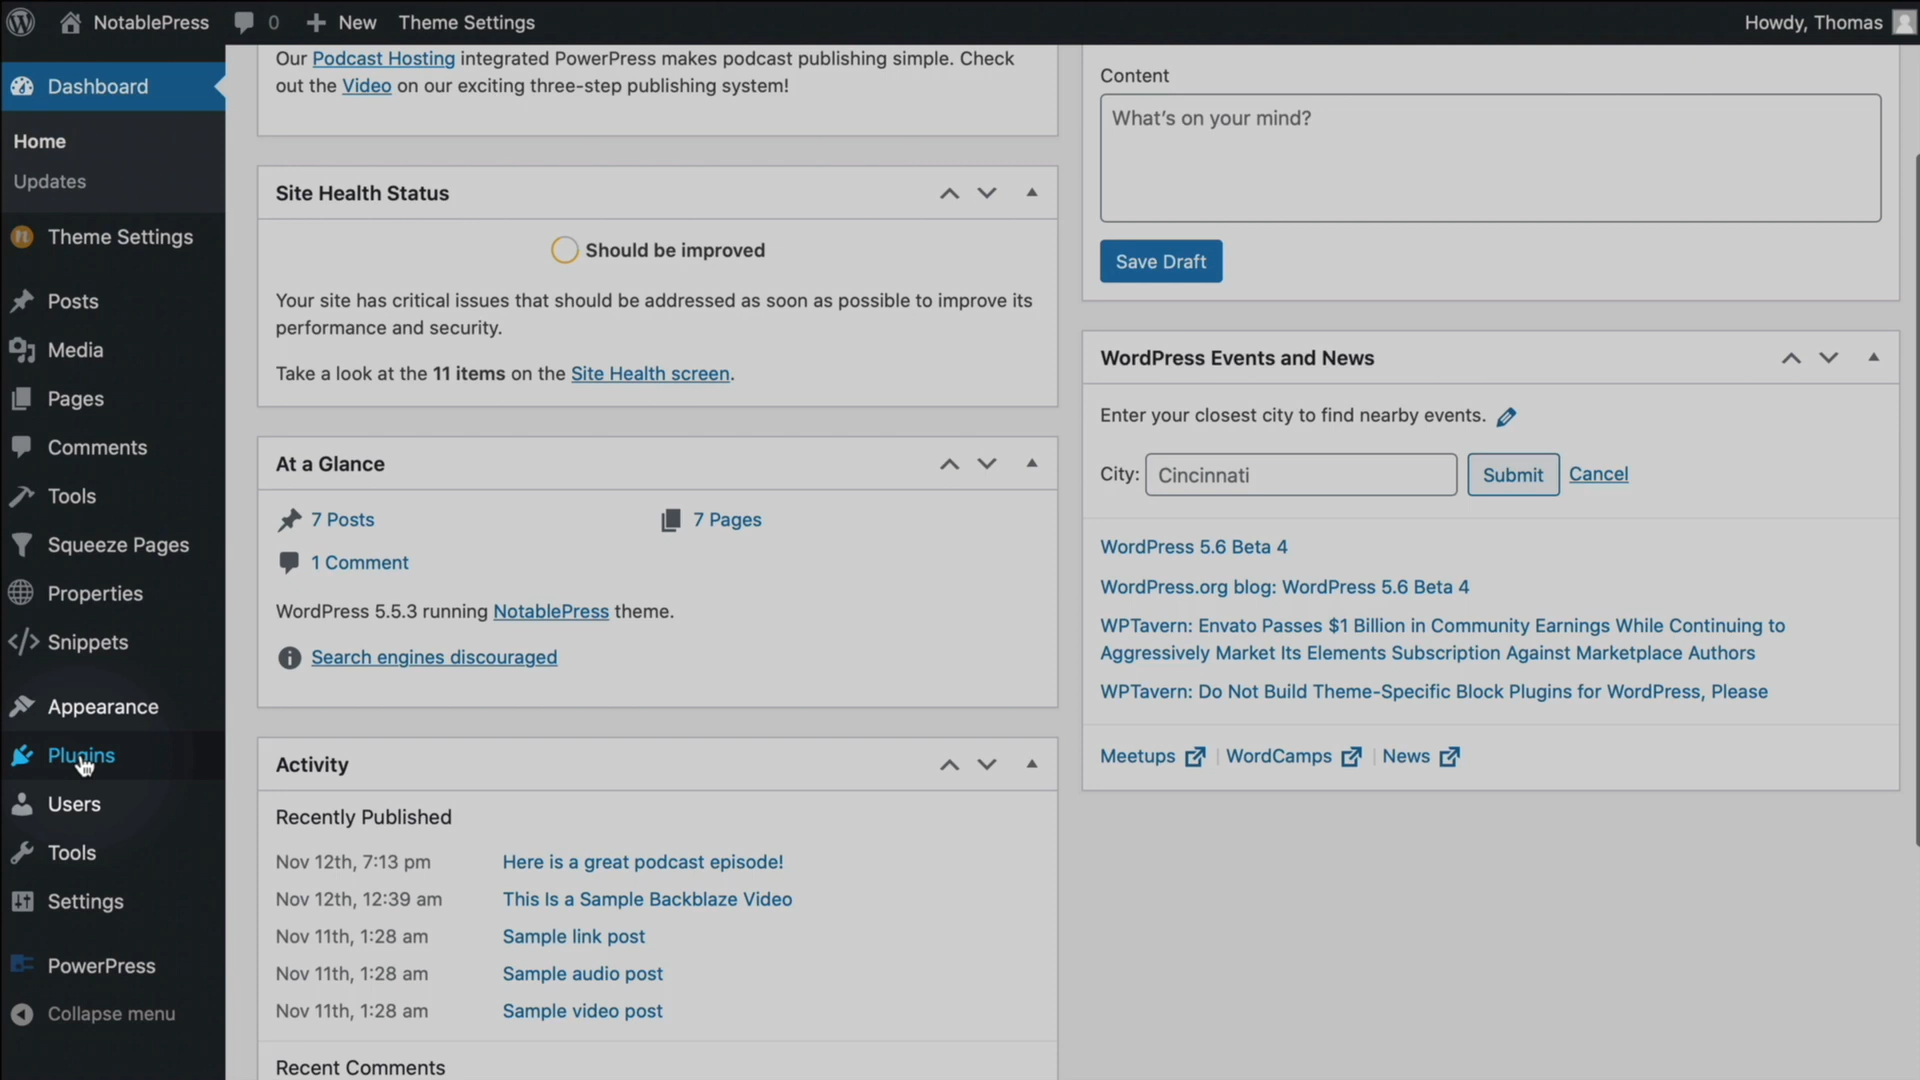 NotablePress
0
New
Theme Settings
Howdy, Thomas
Dashboard
Home
Updates
Theme Settings
Posts
Media
Pages
Comments
Tools
Squeeze Pages
Properties
Snippets
Appearance
Plugins
Users
Tools
Settings
PowerPress
Collapse menu
Our Podcast Hosting integrated PowerPress makes podcast publishing simple. Check
out the Video on our exciting three-step publishing system!
Site Health Status
Should be improved
Your site has critical issues that should be addressed as soon as possible to improve its
performance and security.
Take a look at the 11 items on the Site Health screen.
At a Glance
7 Posts
7 Pages
1 Comment
WordPress 5.5.3 running NotablePress theme.
Search engines discouraged
Activity
Recently Published
Nov 12th, 7:13 pm Here is a great podcast episode!
Nov 12th, 12:39 am This Is a Sample Backblaze Video
Nov 11th, 1:28 am Sample link post
Nov 11th, 1:28 am Sample audio post
Nov 11th, 1:28 am Sample video post
Recent Comments
Content
What's on your mind?
Save Draft
WordPress Events and News
Enter your closest city to find nearby events.
City: Cincinnati Submit Cancel
WordPress 5.6 Beta 4
WordPress.org blog: WordPress 5.6 Beta 4
WPTavern: Envato Passes $1 Billion in Community Earnings While Continuing to
Aggressively Market Its Elements Subscription Against Marketplace Authors
WPTavern: Do Not Build Theme-Specific Block Plugins for WordPress, Please
Meetups | WordCamps | News